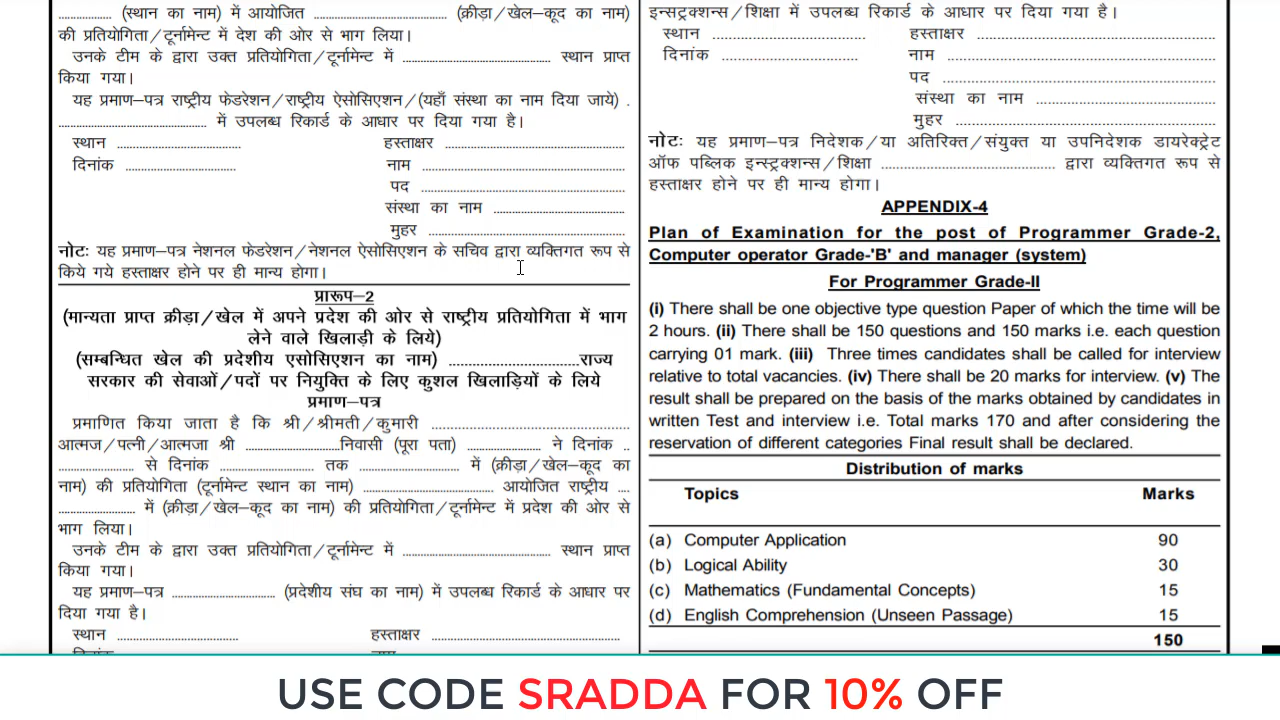 .......................... (स्थान का नाम) में आयोजित ................................... (क्रीड़ा/खेल–कूद का नाम)
की प्रतियोगिता/टूर्नामेन्ट में देश की ओर से भाग लिया।
उनके टीम के द्वारा उक्त प्रतियोगिता/टूर्नामेन्ट में ...................................... स्थान प्राप्त
किया गया।
यह प्रमाण–पत्र राष्ट्रीय फेडरेशन/राष्ट्रीय ऐसोसिएशन/(यहाँ संस्था का नाम दिया जाये) .
...................................... में उपलब्ध रिकार्ड के आधार पर दिया गया है।
स्थान ................................ हस्ताक्षर ..............................................
दिनांक ............................ नाम ....................................................
पद ....................................................
संस्था का नाम ..................................
मुहर ..................................................
नोटः यह प्रमाण–पत्र नेशनल फेडरेशन/नेशनल ऐसोसिएशन के सचिव द्वारा व्यक्तिगत रूप से
किये गये हस्ताक्षर होने पर ही मान्य होगा।
प्रारूप–2
(मान्यता प्राप्त क्रीड़ा/खेल में अपने प्रदेश की ओर से राष्ट्रीय प्रतियोगिता में भाग
लेने वाले खिलाड़ी के लिये)
(सम्बन्धित खेल की प्रदेशीय एसोसिएशन का नाम) .................................राज्य
सरकार की सेवाओं/पदों पर नियुक्ति के लिए कुशल खिलाड़ियों के लिये
प्रमाण–पत्र
प्रमाणित किया जाता है कि श्री/श्रीमती/कुमारी ..................................................
आत्मज/पत्नी/आत्मजा श्री ........................निवासी (पूरा पता) ................... ने दिनांक ..
................... से दिनांक ........................ तक .......................... में (क्रीड़ा/खेल–कूद का
नाम) की प्रतियोगिता (टूर्नामेन्ट स्थान का नाम) ................................. आयोजित राष्ट्रीय ....
.................... में (क्रीड़ा/खेल–कूद का नाम) की प्रतियोगिता/टूर्नामेन्ट में प्रदेश की ओर से
भाग लिया।
उनके टीम के द्वारा उक्त प्रतियोगिता/टूर्नामेन्ट में ...................................... स्थान प्राप्त
किया गया।
यह प्रमाण–पत्र .......................... (प्रदेशीय संघ का नाम) में उपलब्ध रिकार्ड के आधार पर
दिया गया है।
स्थान ............................... हस्ताक्षर ................................................
इन्सट्रक्शन्स/शिक्षा में उपलब्ध रिकार्ड के आधार पर दिया गया है।
स्थान ................................ हस्ताक्षर ..............................................
दिनांक ................................... नाम ....................................................
पद ....................................................
संस्था का नाम ..................................
मुहर ..................................................
नोटः यह प्रमाण–पत्र निदेशक/या अतिरिक्त/संयुक्त या उपनिदेशक डायरेक्ट्रेट
ऑफ पब्लिक इन्स्ट्रक्शन्स/शिक्षा ............................................ द्वारा व्यक्तिगत रूप से
हस्ताक्षर होने पर ही मान्य होगा।
APPENDIX-4
Plan of Examination for the post of Programmer Grade-2,
Computer operator Grade-'B' and manager (system)
For Programmer Grade-II
(i) There shall be one objective type question Paper of which the time will be
2 hours. (ii) There shall be 150 questions and 150 marks i.e. each question
carrying 01 mark. (iii) Three times candidates shall be called for interview
relative to total vacancies. (iv) There shall be 20 marks for interview. (v) The
result shall be prepared on the basis of the marks obtained by candidates in
written Test and interview i.e. Total marks 170 and after considering the
reservation of different categories Final result shall be declared.
Distribution of marks
Topics Marks
(a) Computer Application 90
(b) Logical Ability 30
(c) Mathematics (Fundamental Concepts) 15
(d) English Comprehension (Unseen Passage) 15
150
USE CODE SRADDA FOR 10% OFF